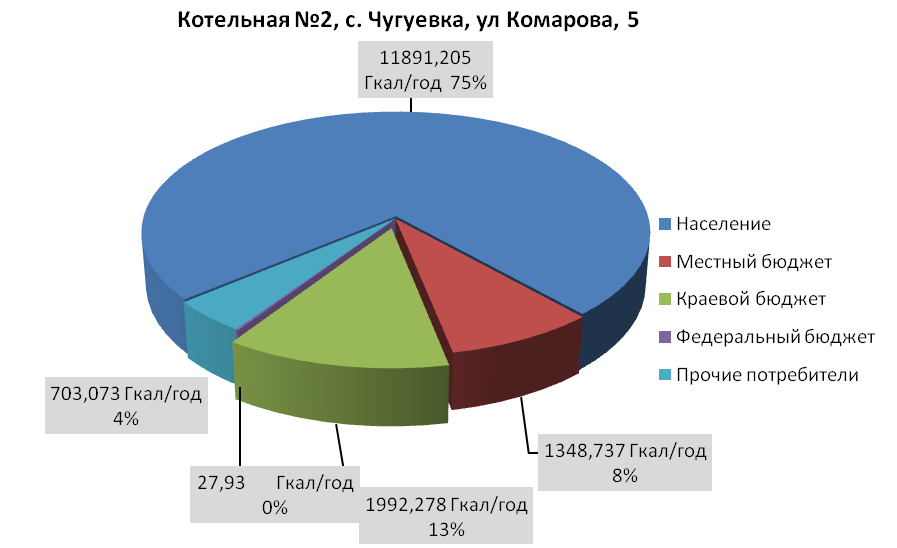 Котельная №2, с. Чугуевка, ул Комарова, 5
11891,205
Гкал/год 75%
Население
Местный бюджет
Краевой бюджет
Федеральный бюджет
Прочие потребители
703,073 Гкал/год
4%
27,93 Гкал/год
0%
1992,278 Гкал/год
13%
1348,737 Гкал/год
8%